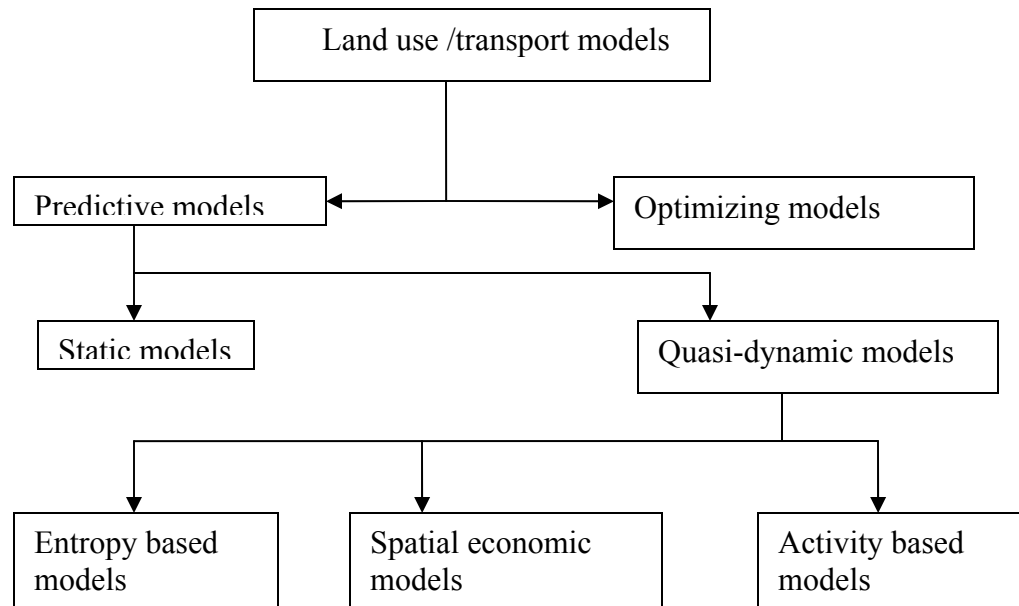 Land use /transport models
Predictive models
Optimizing models
Static models
Quasi-dynamic models
Entropy based
models
Spatial economic
models
Activity based
models